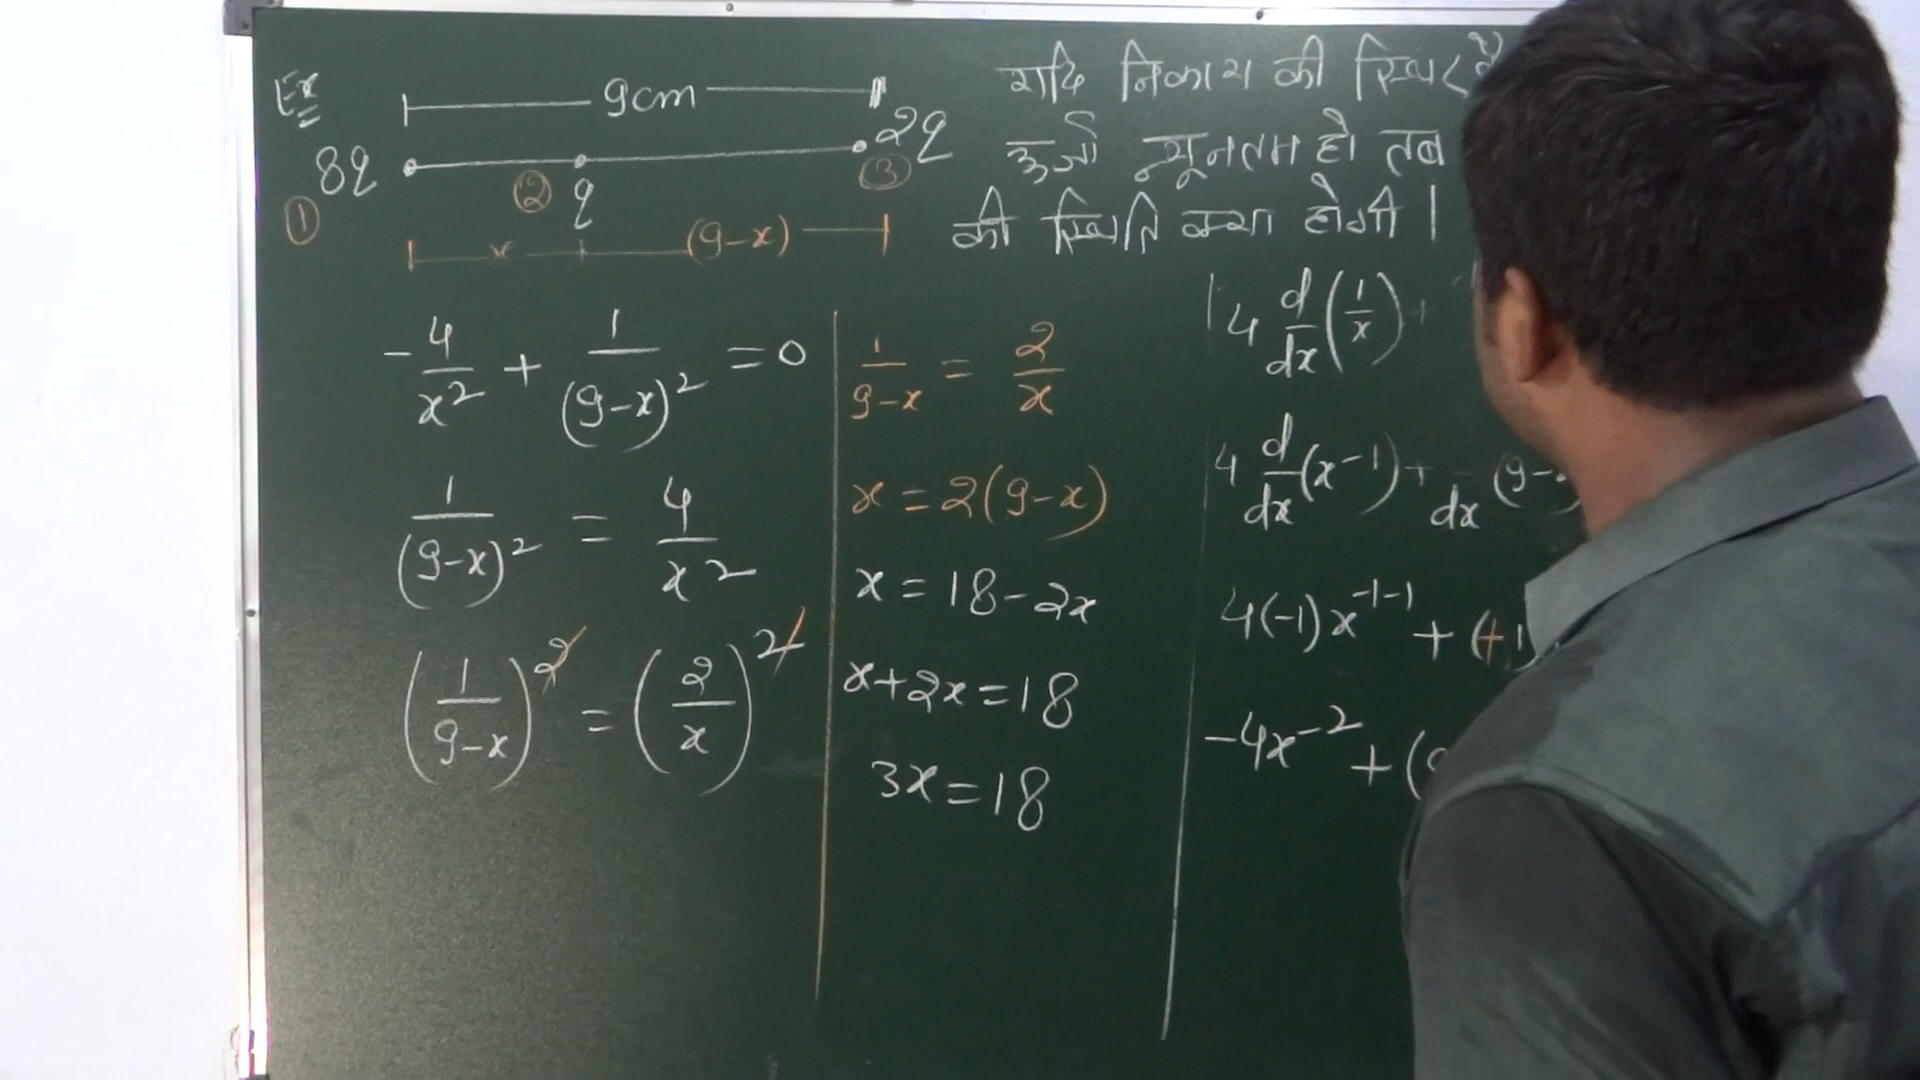 Ex
9cm
8q 2q
① ② q ③
x (9-x)
यदि निकाय की स्थिर वै
ऊर्जा न्यूनतम हो तब
की स्थिति क्या होगी |
-4/x² + 1/(9-x)² = 0
1/(9-x)² = 4/x²
(1/(9-x))² = (2/x)²
1/(9-x) = 2/x
x = 2(9-x)
x = 18-2x
x+2x = 18
3x = 18
4 d/dx (1/x) +
4 d/dx (x⁻¹) + dx (9-
4(-1)x⁻¹⁻¹ + (+1
-4x⁻² + (9